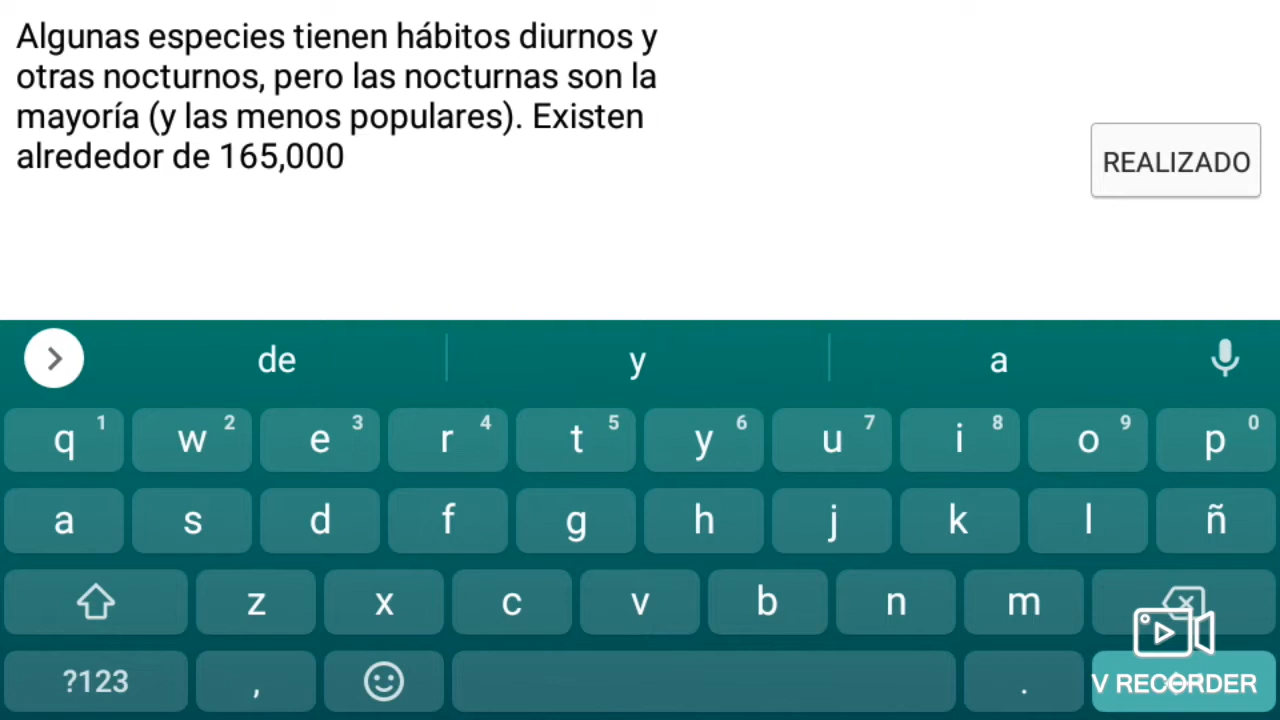 Algunas especies tienen hábitos diurnos y
otras nocturnos, pero las nocturnas son la
mayoría (y las menos populares). Existen
alrededor de 165,000
REALIZADO
de y a
q 1 w 2 e 3 r 4 t 5 y 6 u 7 i 8 o 9 p 0
a s d f g h j k l ñ
z x c v b n m
?123 , .
V RECORDER